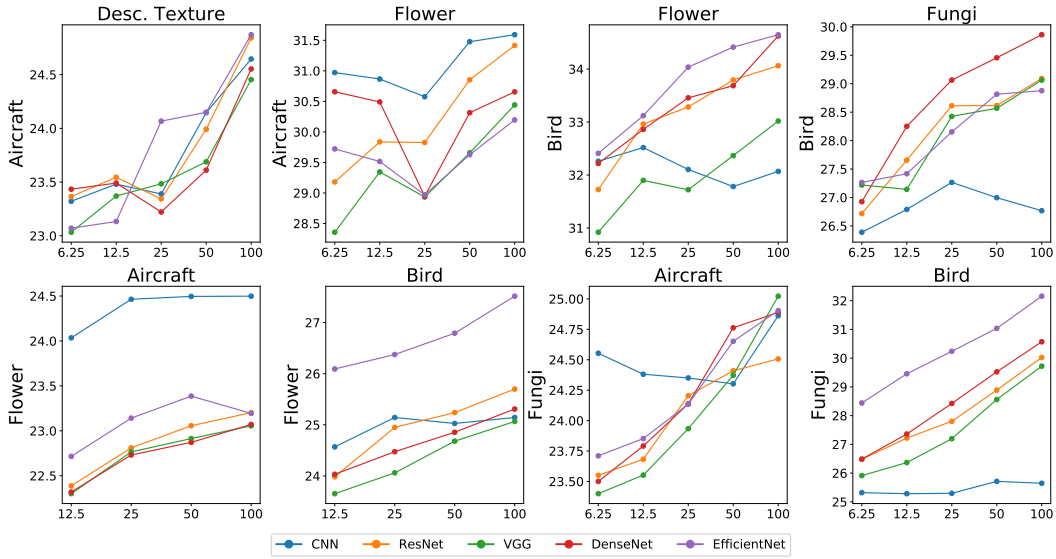 Desc. Texture
Aircraft
24.5
24.0
23.5
23.0
6.25 12.5 25 50 100
Flower
Aircraft
31.5
31.0
30.5
30.0
29.5
29.0
28.5
6.25 12.5 25 50 100
Flower
Bird
34
33
32
31
6.25 12.5 25 50 100
Fungi
Bird
30.0
29.5
29.0
28.5
28.0
27.5
27.0
26.5
6.25 12.5 25 50 100
Aircraft
Flower
24.5
24.0
23.5
23.0
22.5
12.5 25 50 100
Bird
Flower
27
26
25
24
12.5 25 50 100
Aircraft
Fungi
25.00
24.75
24.50
24.25
24.00
23.75
23.50
6.25 12.5 25 50 100
Bird
Fungi
32
31
30
29
28
27
26
25
6.25 12.5 25 50 100
CNN ResNet VGG DenseNet EfficientNet